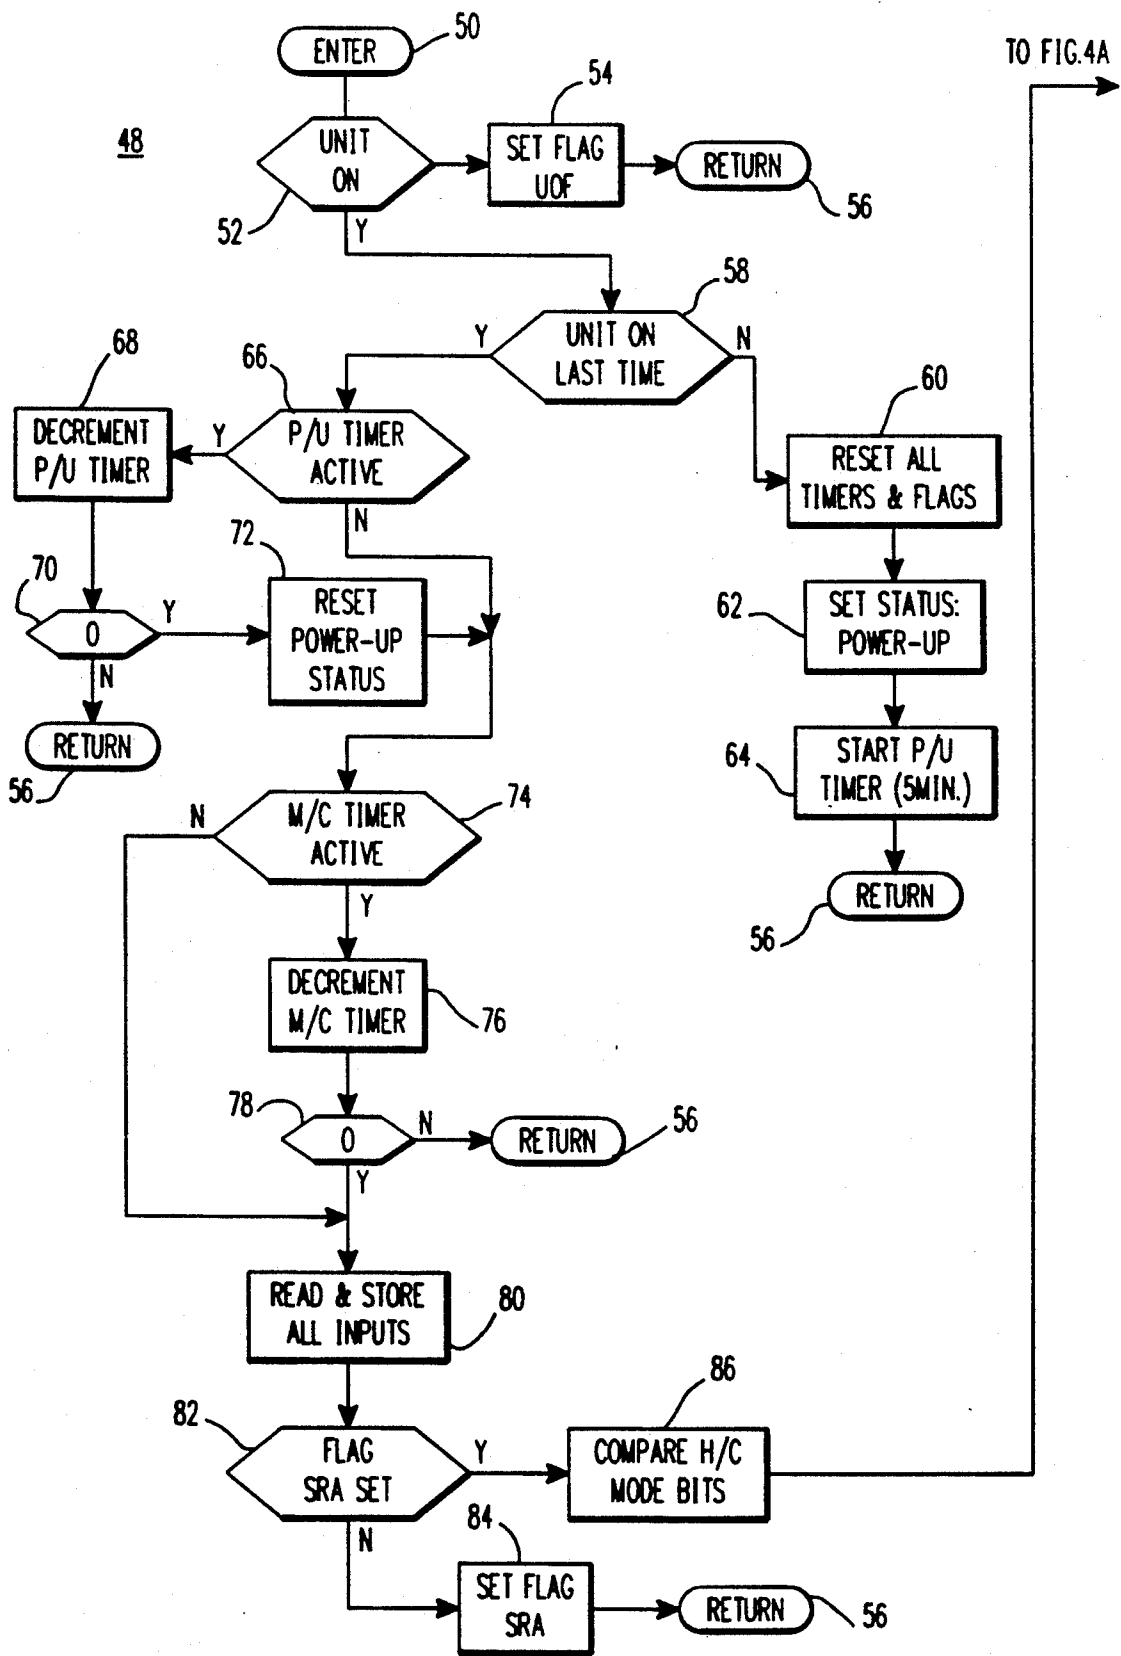 ENTER
50
TO FIG.4A
48
UNIT
ON
52
54
SET FLAG
UOF
RETURN
56
Y
58
UNIT ON
LAST TIME
Y
N
68
66
DECREMENT
P/U TIMER
Y
P/U TIMER
ACTIVE
N
60
RESET ALL
TIMERS & FLAGS
70
0
Y
N
72
RESET
POWER-UP
STATUS
62
SET STATUS:
POWER-UP
RETURN
56
64
START P/U
TIMER (5MIN.)
N
M/C TIMER
ACTIVE
74
Y
RETURN
56
DECREMENT
M/C TIMER
76
78
0
N
RETURN
56
Y
READ & STORE
ALL INPUTS
80
82
FLAG
SRA SET
Y
86
COMPARE H/C
MODE BITS
N
84
SET FLAG
SRA
RETURN
56